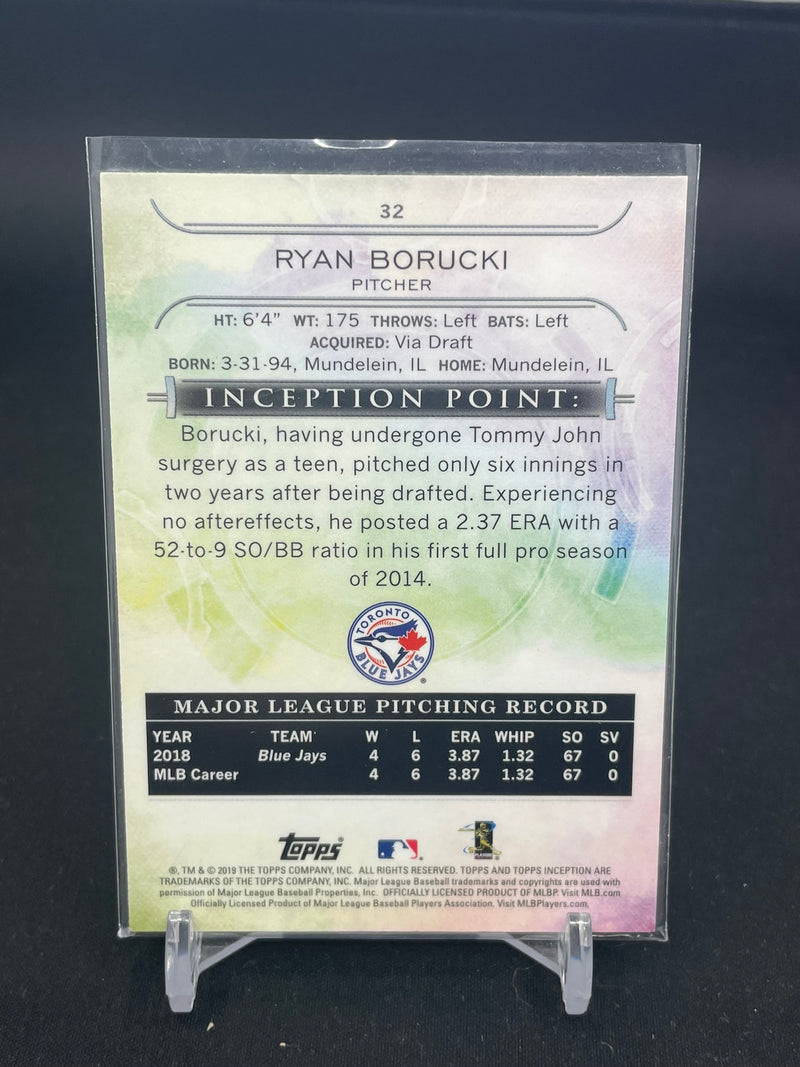 32
RYAN BORUCKI
PITCHER
HT: 6'4" WT: 175 THROWS: Left BATS: Left
ACQUIRED: Via Draft
BORN: 3-31-94, Mundelein, IL HOME: Mundelein, IL
INCEPTION POINT:
Borucki, having undergone Tommy John
surgery as a teen, pitched only six innings in
two years after being drafted. Experiencing
no aftereffects, he posted a 2.37 ERA with a
52-to-9 SO/BB ratio in his first full pro season
of 2014.
TORONTO
BLUE JAYS
®
MAJOR LEAGUE PITCHING RECORD
YEAR TEAM W L ERA WHIP SO SV
2018 Blue Jays 4 6 3.87 1.32 67 0
MLB Career 4 6 3.87 1.32 67 0
Topps®
PLAYERS
®, TM & © 2019 THE TOPPS COMPANY, INC. ALL RIGHTS RESERVED. TOPPS AND TOPPS INCEPTION ARE
TRADEMARKS OF THE TOPPS COMPANY, INC. Major League Baseball trademarks and copyrights are used with
permission of Major League Baseball Properties, Inc. OFFICIALLY LICENSED PRODUCT OF MLBP. Visit MLB.com
Officially Licensed Product of Major League Baseball Players Association. Visit MLBPlayers.com.